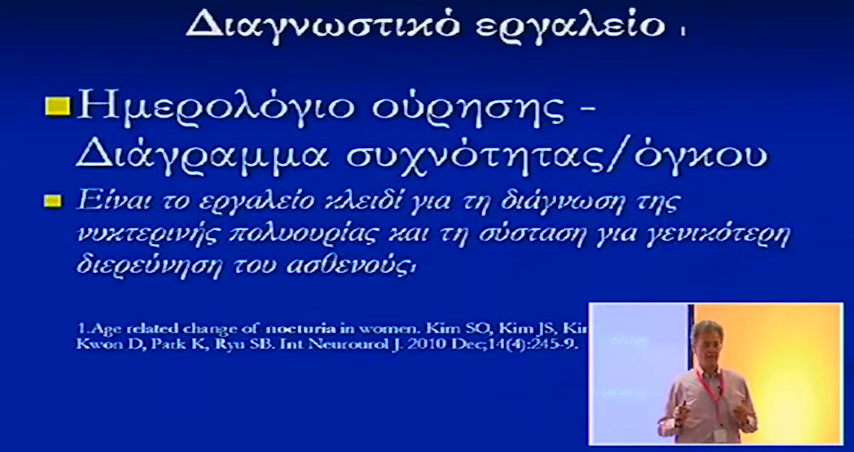 Διαγνωστικό εργαλείο 1
Ημερολόγιο ούρησης -
Διάγραμμα συχνότητας/όγκου
Είναι το εργαλείο κλειδί για τη διάγνωση της
νυκτερινής πολυουρίας και τη σύσταση για γενικότερη
διερεύνηση του ασθενούς1
1.Age related change of nocturia in women. Kim SO, Kim JS,
Kwon D, Park K, Ryu SB. Int Neurourol J. 2010 Dec;14(4):245-9.